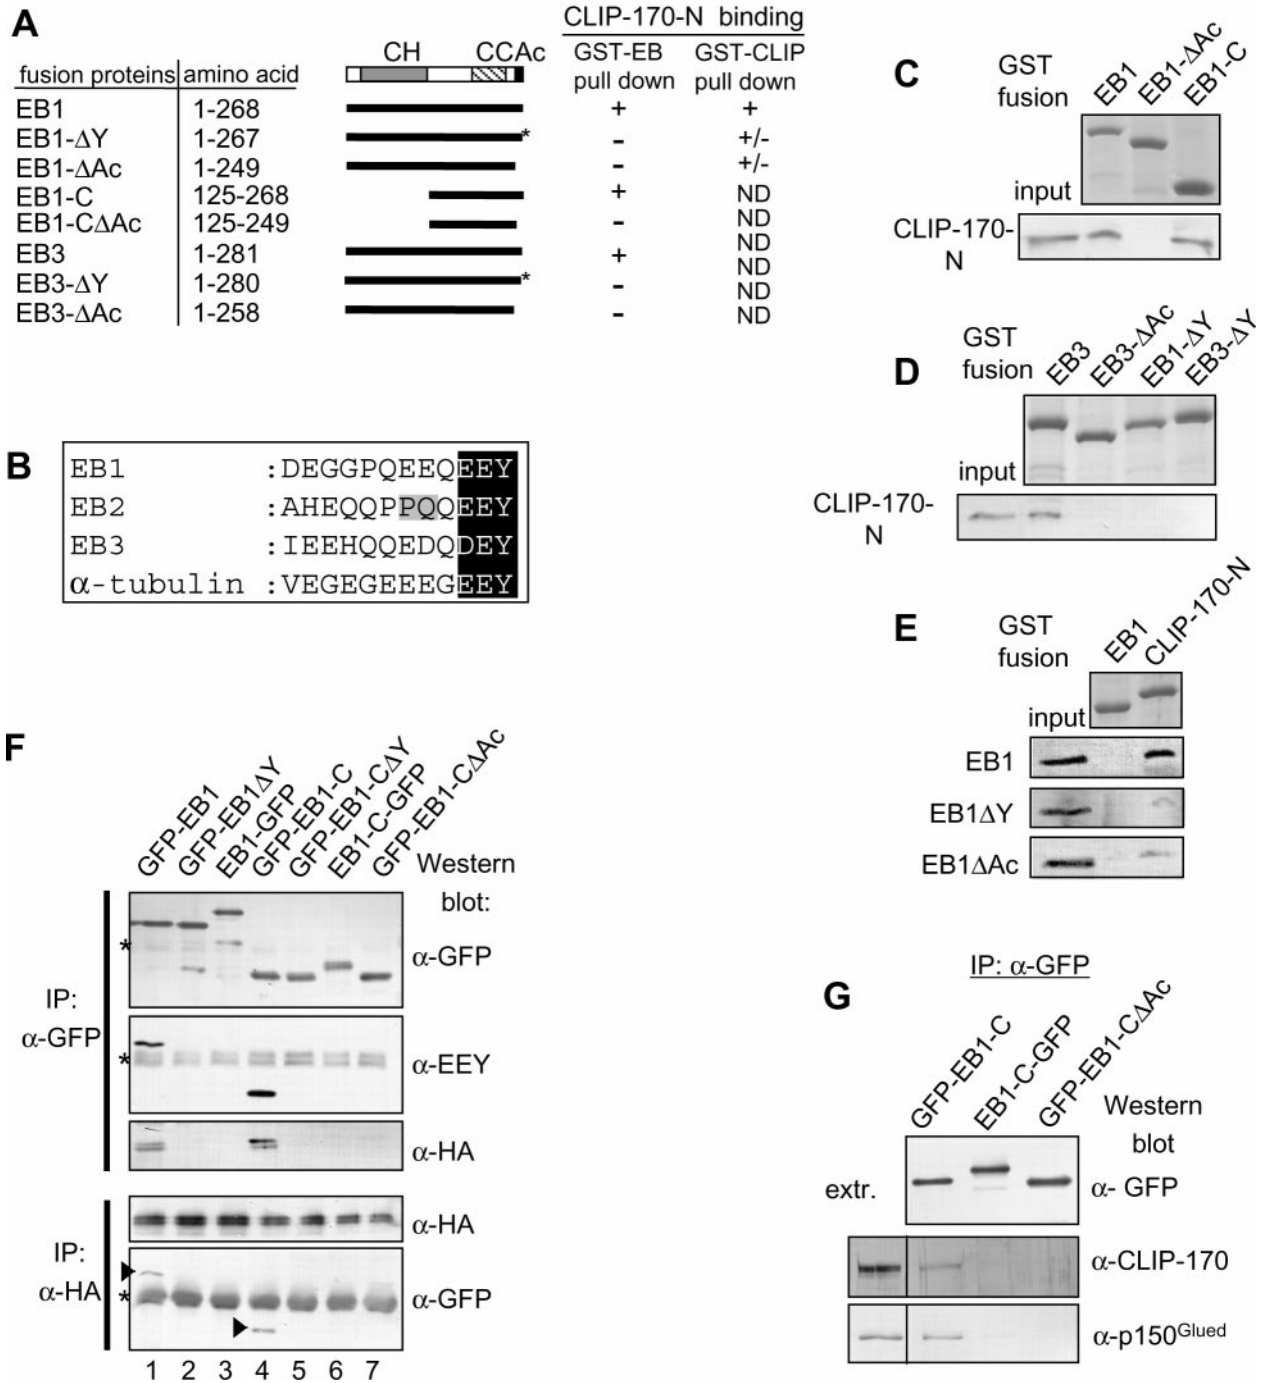 A
CLIP-170-N binding
CH
CCAc
GST-EB pull down
GST-CLIP pull down
fusion proteins amino acid
EB1 1-268 + +
EB1-ΔY 1-267 * - +/-
EB1-ΔAc 1-249 - +/-
EB1-C 125-268 + ND
EB1-CΔAc 125-249 - ND
EB3 1-281 + ND
EB3-ΔY 1-280 * - ND
EB3-ΔAc 1-258 - ND
ND
B
EB1 :DEGGPQEEQEEY
EB2 :AHEQQPPQQEEY
EB3 :IEEHQQEDQDEY
α-tubulin :VEGEGEEEGEEY
C
GST fusion
EB1
EB1-ΔAc
EB1-C
input
CLIP-170-N
D
GST fusion
EB3
EB3-ΔAc
EB1-ΔY
EB3-ΔY
input
CLIP-170-N
E
GST fusion
EB1
CLIP-170-N
input
EB1
EB1ΔY
EB1ΔAc
F
GFP-EB1
GFP-EB1ΔY
EB1-GFP
GFP-EB1-C
GFP-EB1-CΔY
EB1-C-GFP
GFP-EB1-CΔAc
Western blot:
IP: α-GFP
* α-GFP
* α-EEY
α-HA
IP: α-HA
α-HA
* α-GFP
1 2 3 4 5 6 7
G
IP: α-GFP
GFP-EB1-C
EB1-C-GFP
GFP-EB1-CΔAc
Western blot
extr.
α- GFP
α-CLIP-170
α-p150Glued